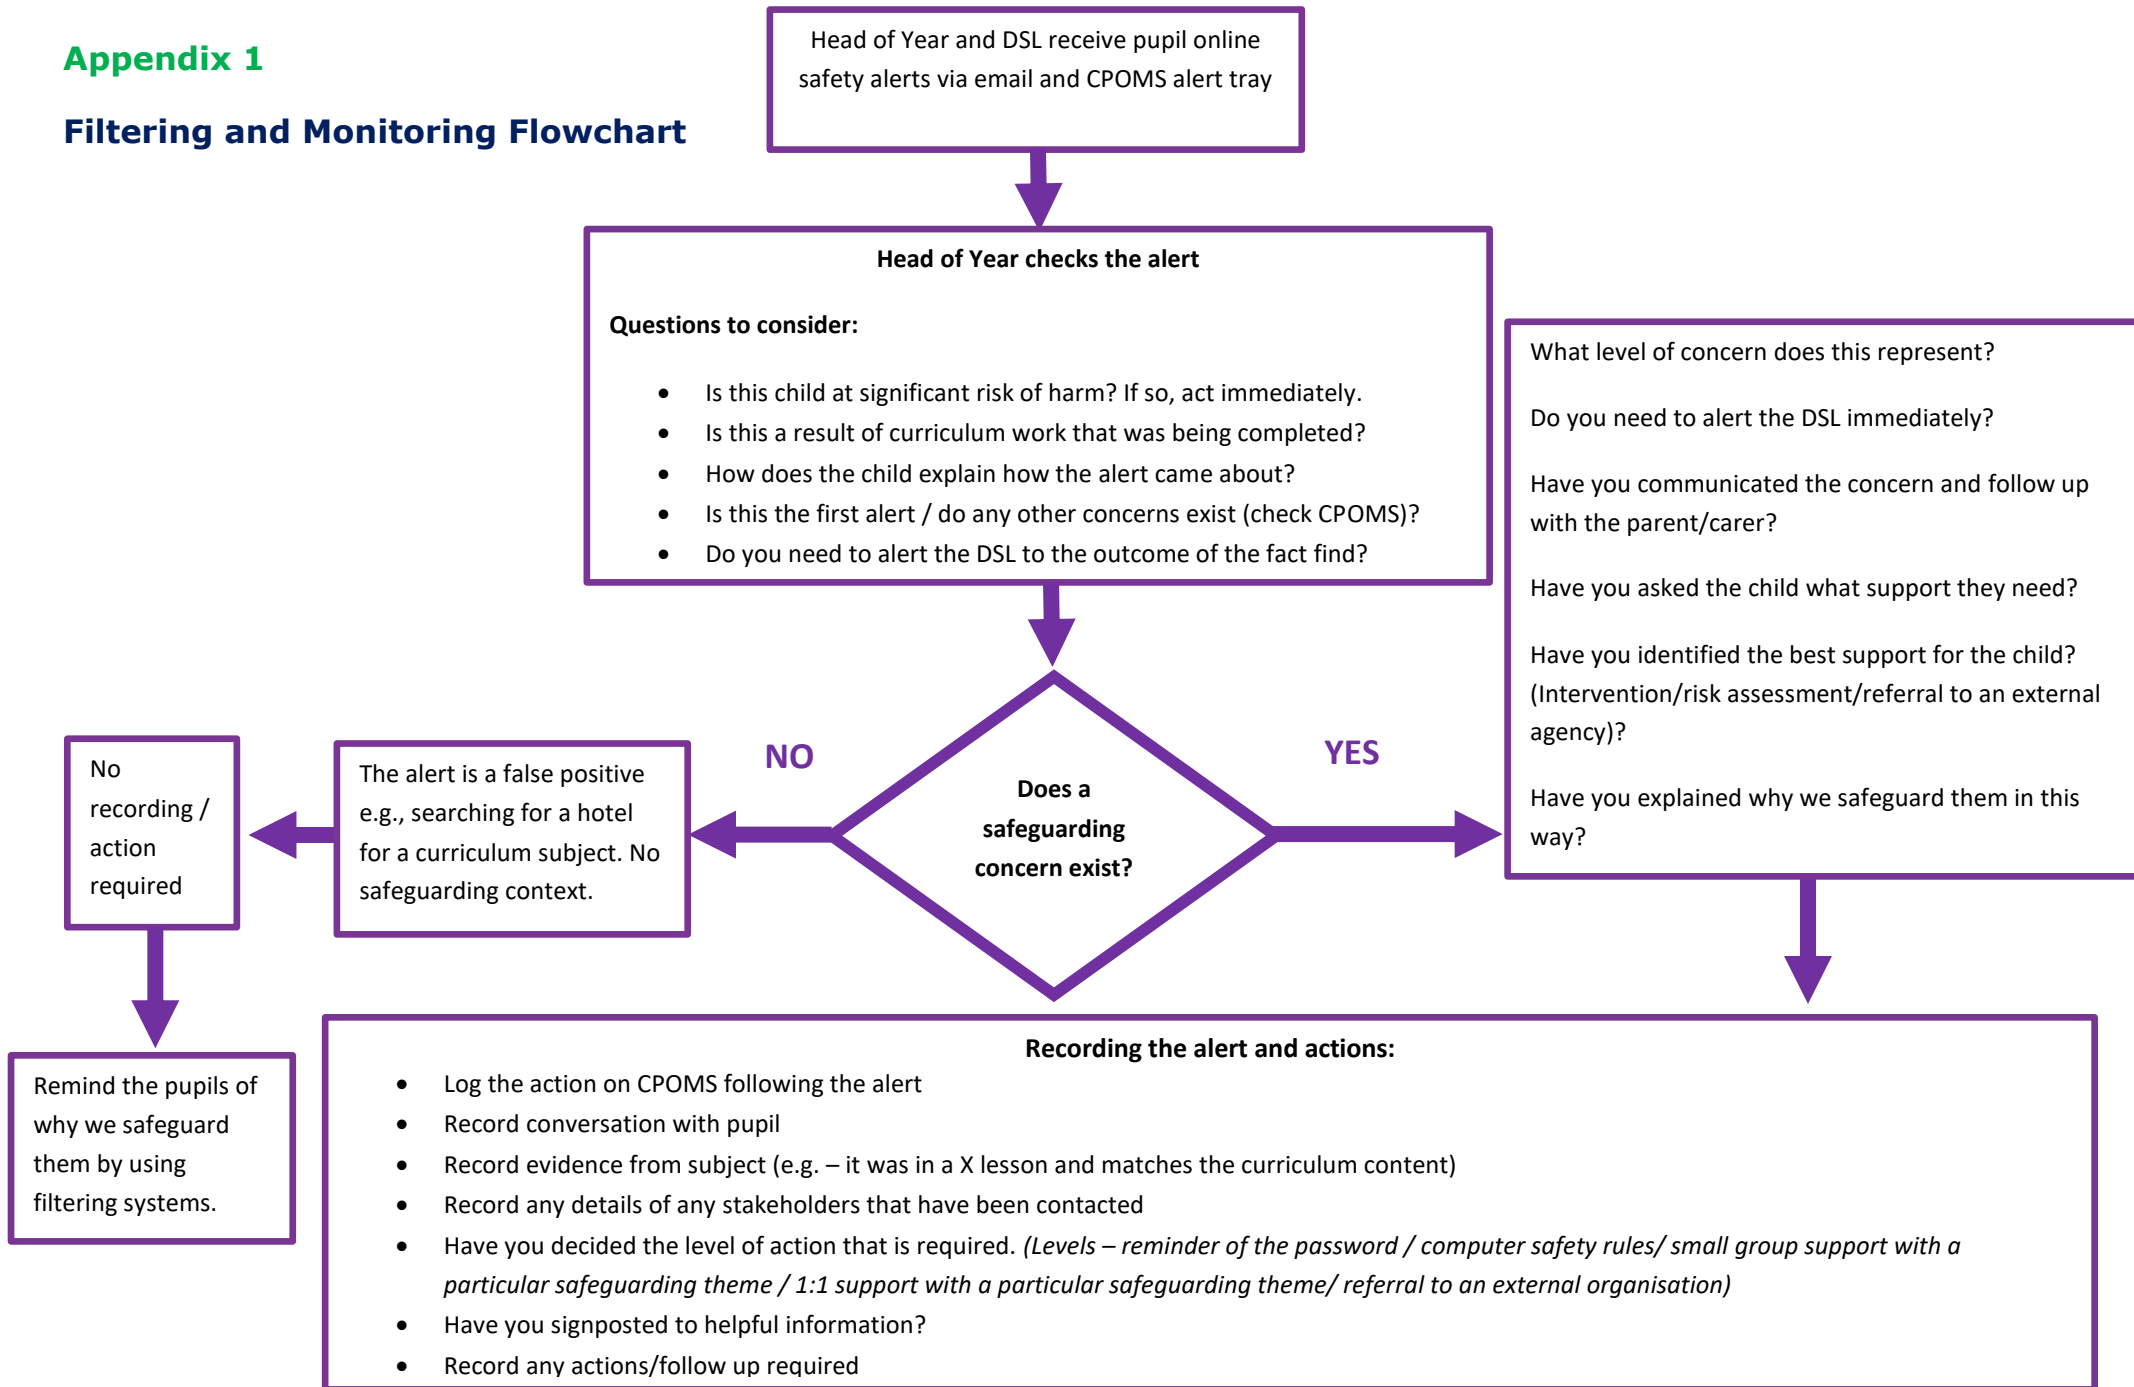 Appendix 1
Filtering and Monitoring Flowchart
Head of Year and DSL receive pupil online
safety alerts via email and CPOMS alert tray
Head of Year checks the alert
Questions to consider:
• Is this child at significant risk of harm? If so, act immediately.
• Is this a result of curriculum work that was being completed?
• How does the child explain how the alert came about?
• Is this the first alert / do any other concerns exist (check CPOMS)?
• Do you need to alert the DSL to the outcome of the fact find?
Does a
safeguarding
concern exist?
NO
The alert is a false positive
e.g., searching for a hotel
for a curriculum subject. No
safeguarding context.
No
recording /
action
required
Remind the pupils of
why we safeguard
them by using
filtering systems.
YES
What level of concern does this represent?
Do you need to alert the DSL immediately?
Have you communicated the concern and follow up
with the parent/carer?
Have you asked the child what support they need?
Have you identified the best support for the child?
(Intervention/risk assessment/referral to an external
agency)?
Have you explained why we safeguard them in this
way?
Recording the alert and actions:
• Log the action on CPOMS following the alert
• Record conversation with pupil
• Record evidence from subject (e.g. – it was in a X lesson and matches the curriculum content)
• Record any details of any stakeholders that have been contacted
• Have you decided the level of action that is required. (Levels – reminder of the password / computer safety rules/ small group support with a
particular safeguarding theme / 1:1 support with a particular safeguarding theme/ referral to an external organisation)
• Have you signposted to helpful information?
• Record any actions/follow up required